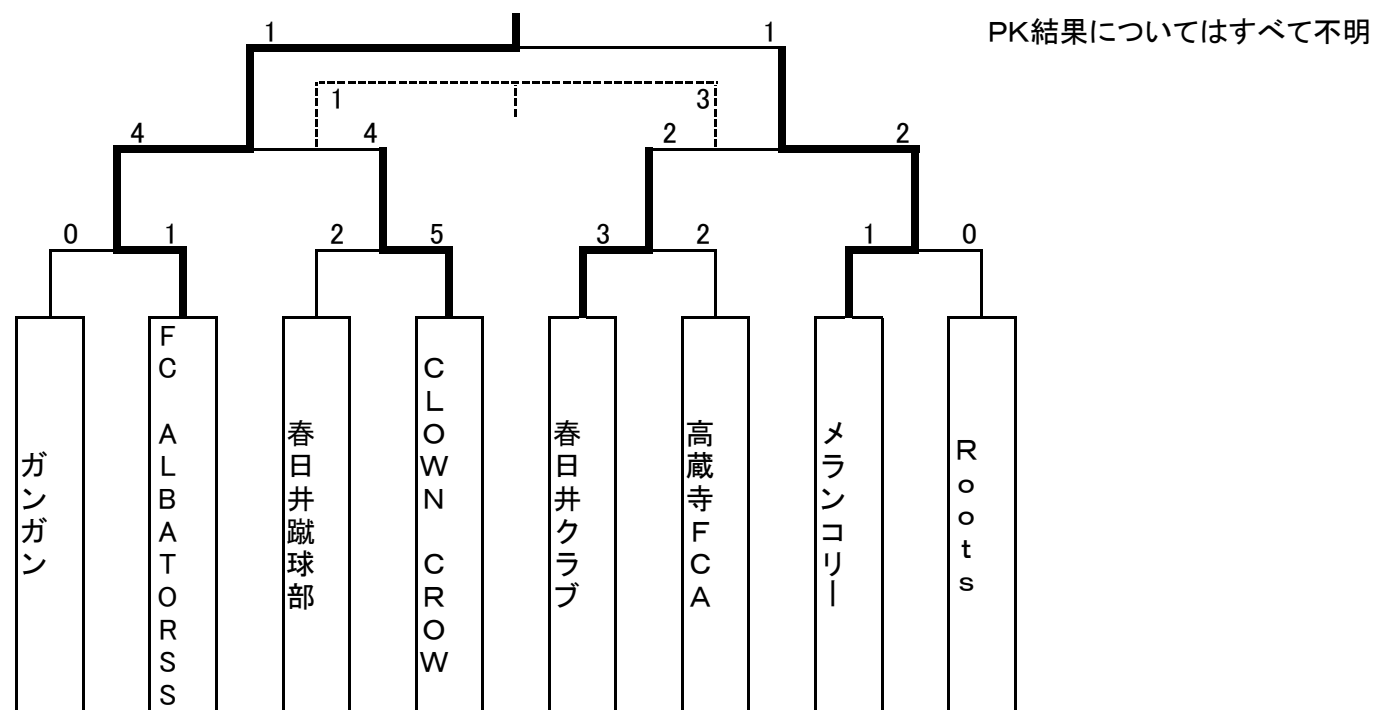 PK結果についてはすべて不明
1 1
1 3
4 4 2 2
0 1 2 5 3 2 1 0
ガンガン
FC ALBATORSS
春日井蹴球部
CLOWN CROW
春日井クラブ
高蔵寺FCA
メランコリー
Roots